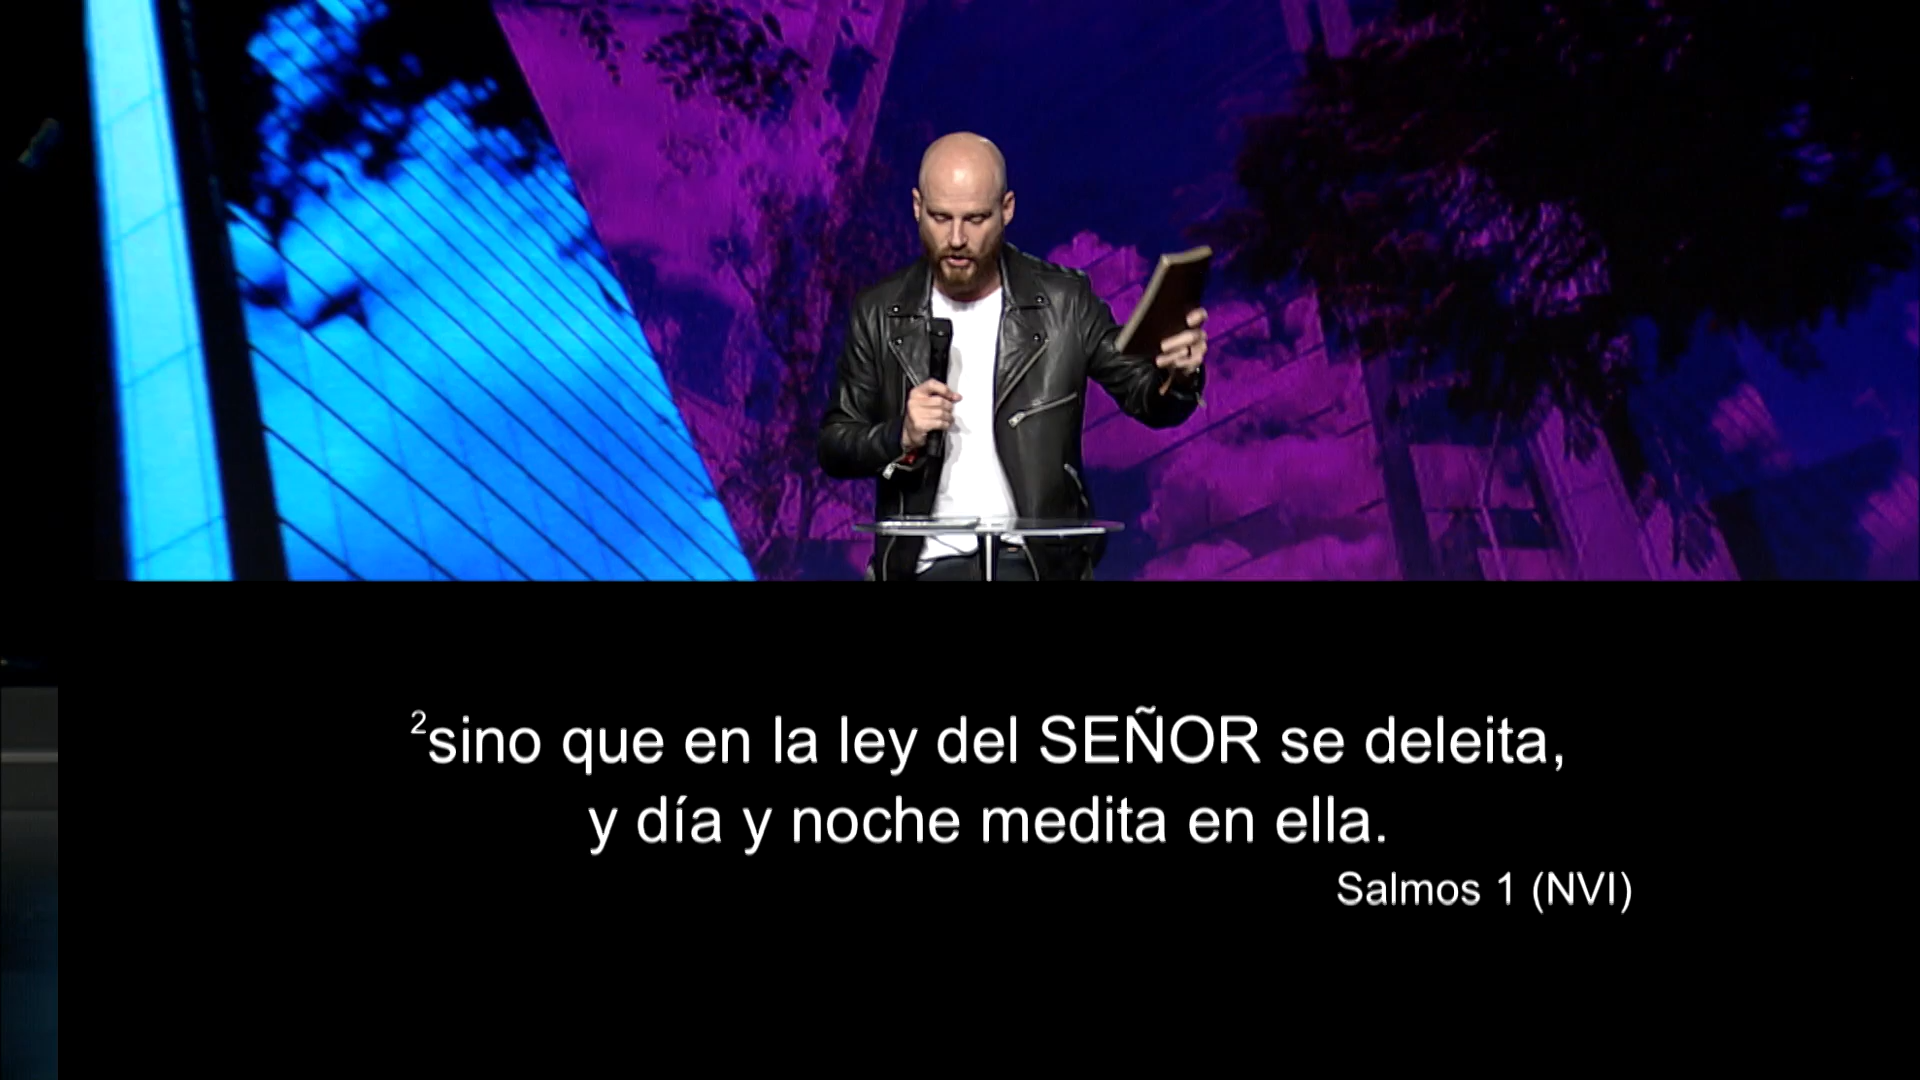 ²sino que en la ley del SEÑOR se deleita,
y día y noche medita en ella.
Salmos 1 (NVI)